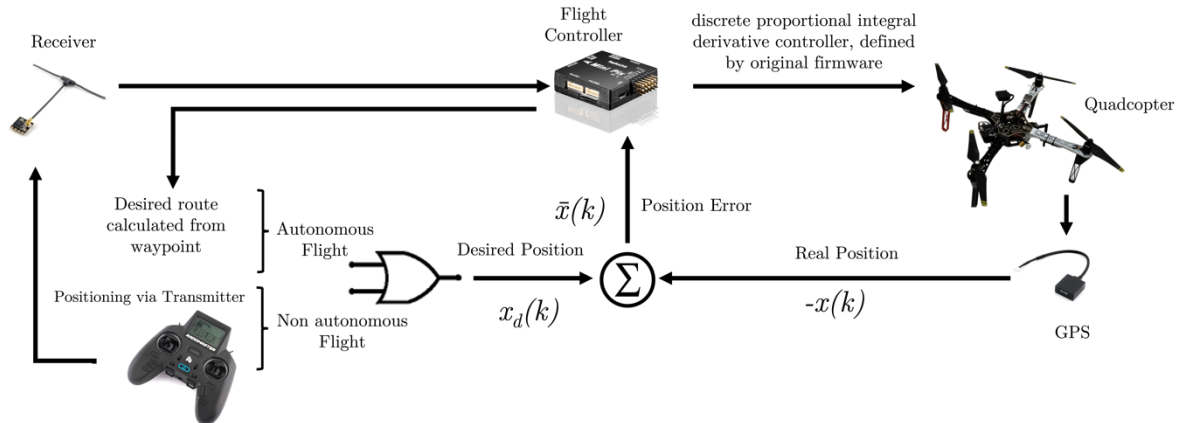 Receiver
Flight
Controller
discrete proportional integral
derivative controller, defined
by original firmware
Quadcopter
Desired route
calculated from
waypoint
Autonomous
Flight
x̄(k)
Position Error
Desired Position
Σ
Real Position
x_d(k)
-x(k)
Positioning via Transmitter
Non autonomous
Flight
GPS